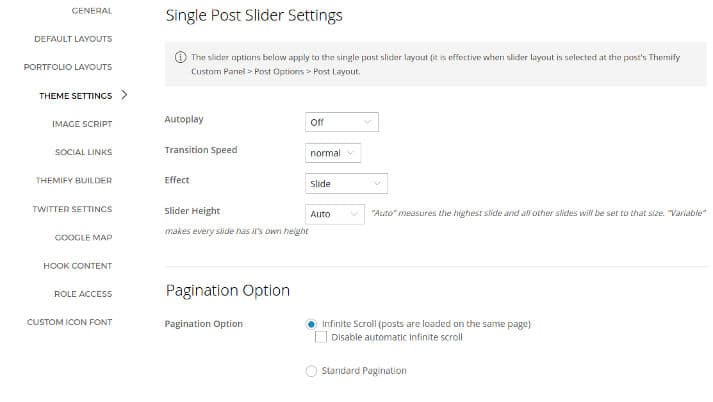 GENERAL
DEFAULT LAYOUTS
PORTFOLIO LAYOUTS
THEME SETTINGS
IMAGE SCRIPT
SOCIAL LINKS
THEMIFY BUILDER
TWITTER SETTINGS
GOOGLE MAP
HOOK CONTENT
ROLE ACCESS
CUSTOM ICON FONT
Single Post Slider Settings
The slider options below apply to the single post slider layout (it is effective when slider layout is selected at the post's Themify
Custom Panel > Post Options > Post Layout.
Autoplay Off
Transition Speed normal
Effect Slide
Slider Height Auto "Auto" measures the highest slide and all other slides will be set to that size. "Variable"
makes every slide has it's own height
Pagination Option
Pagination Option Infinite Scroll (posts are loaded on the same page)
Disable automatic infinite scroll
Standard Pagination